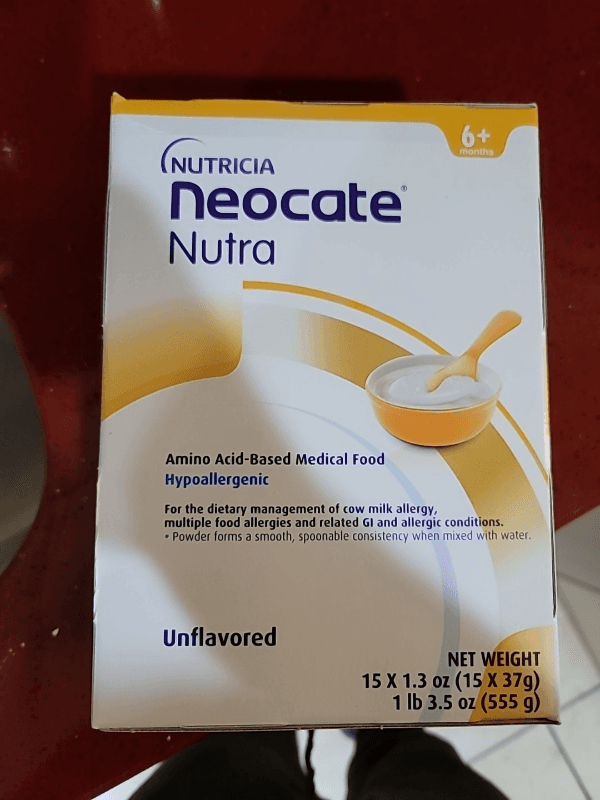 6+
months
NUTRICIA
neocate®
Nutra
Amino Acid-Based Medical Food
Hypoallergenic
For the dietary management of cow milk allergy,
multiple food allergies and related GI and allergic conditions.
• Powder forms a smooth, spoonable consistency when mixed with water.
Unflavored
NET WEIGHT
15 X 1.3 oz (15 X 37g)
1 lb 3.5 oz (555 g)